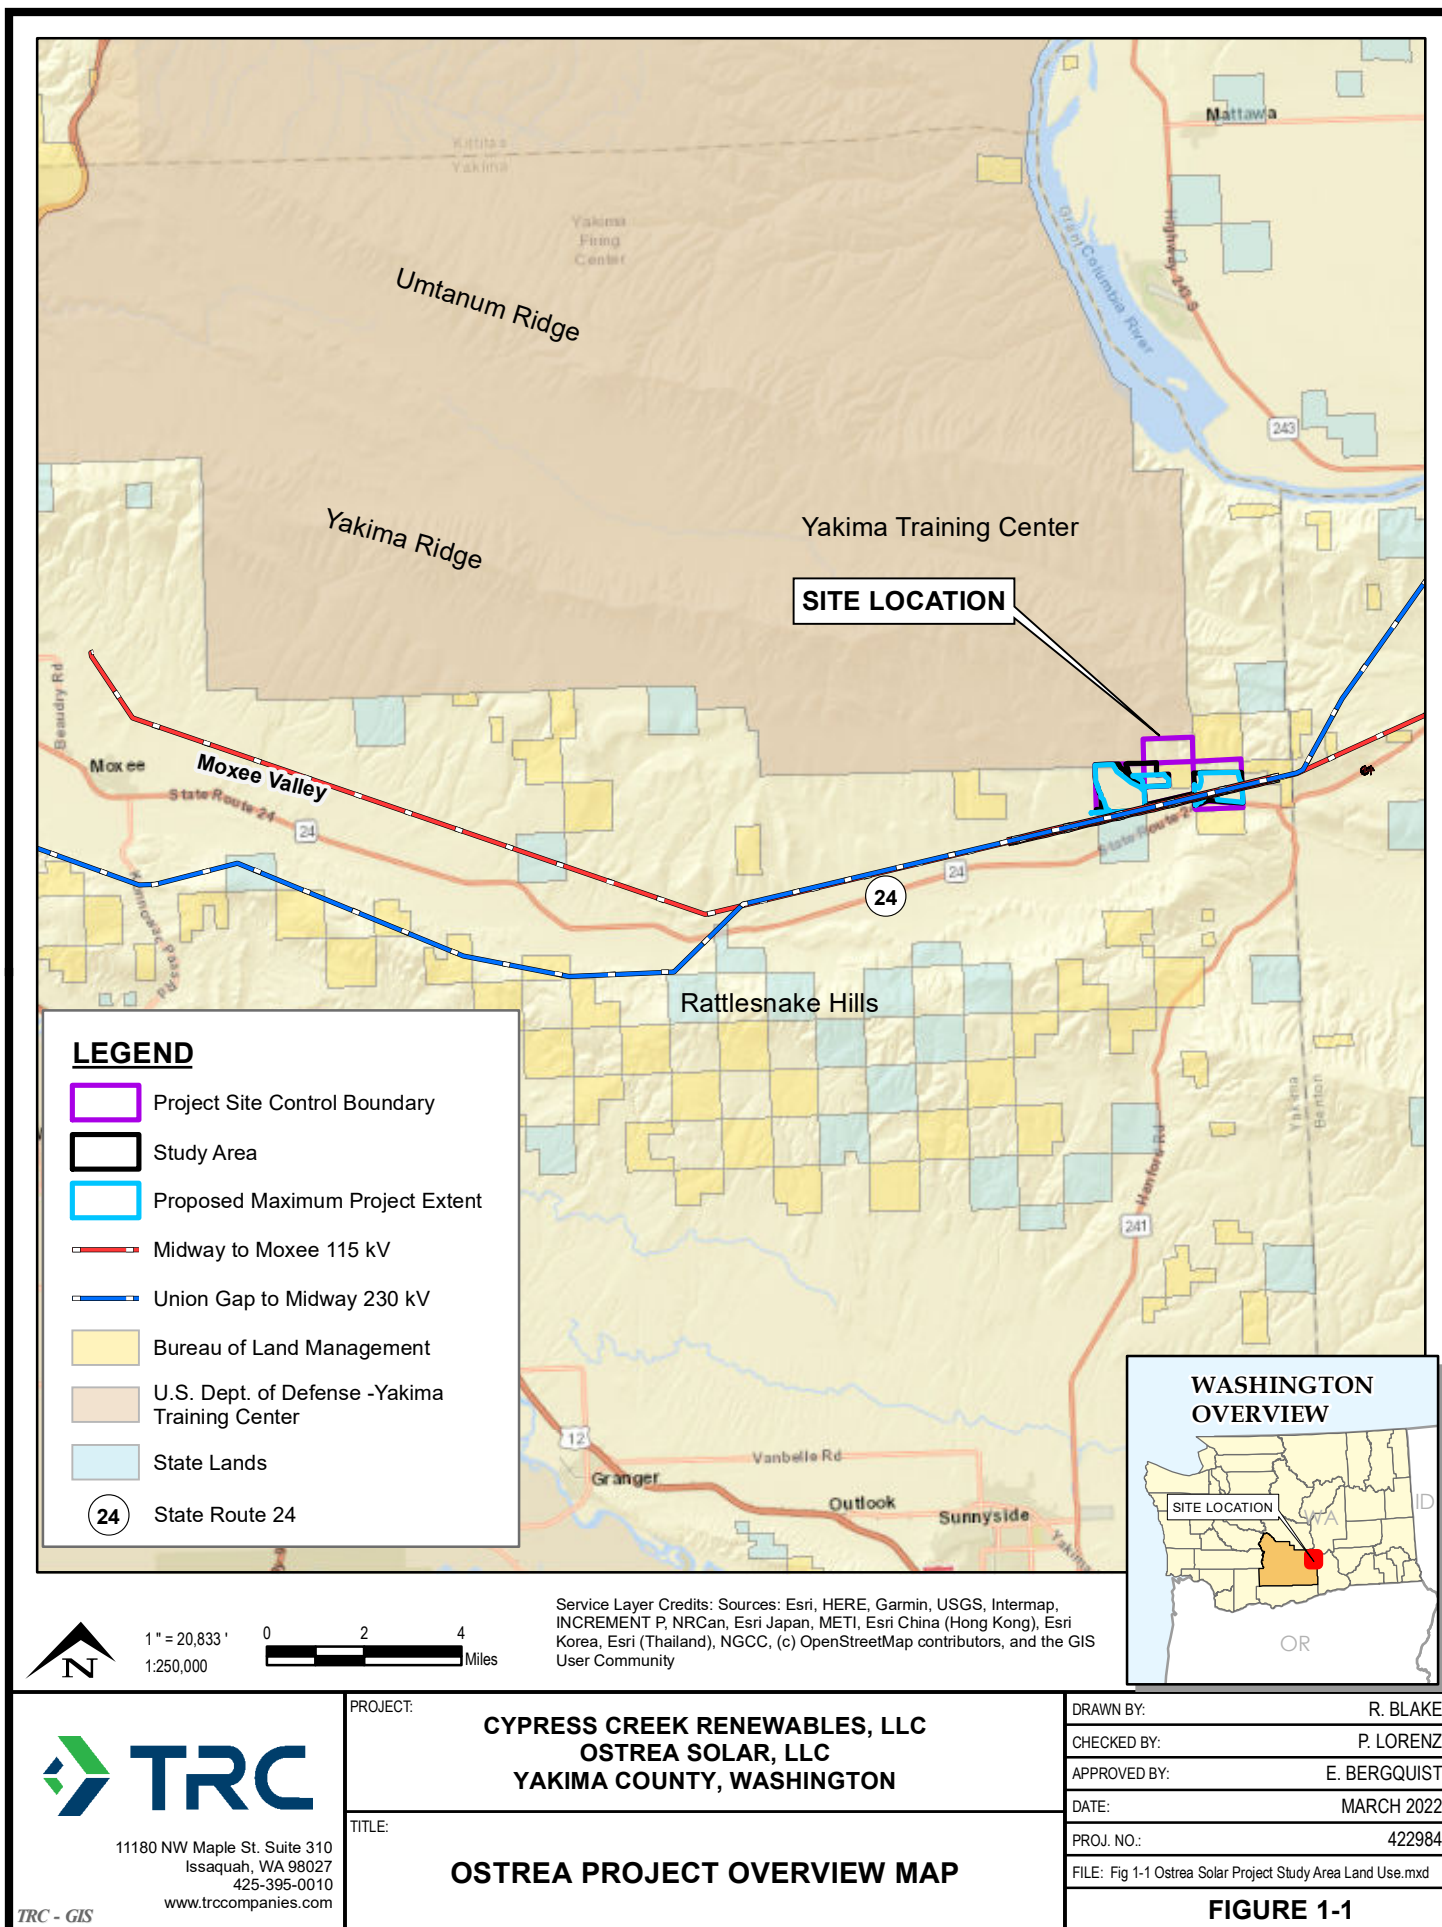 Mattawa
Kittitas
Yakima
Yakima
Firing
Center
Umtanum Ridge
Grant Columbia River
Highway 243 S
243
Yakima Ridge
Yakima Training Center
SITE LOCATION
Beaudry Rd
Moxee
Moxee Valley
State Route 24
24
State Route 2
24
24
Konnowac Pass Rd
Rattlesnake Hills
Yakima
Benton
Hanford Rd
241
LEGEND
Project Site Control Boundary
Study Area
Proposed Maximum Project Extent
Midway to Moxee 115 kV
Union Gap to Midway 230 kV
Bureau of Land Management
U.S. Dept. of Defense -Yakima
Training Center
State Lands
24
State Route 24
12
Granger
Vanbelle Rd
Outlook
Sunnyside
Yakima
WASHINGTON
OVERVIEW
SITE LOCATION
WA
ID
OR
N
1 " = 20,833 '
1:250,000
0 2 4
Miles
Service Layer Credits: Sources: Esri, HERE, Garmin, USGS, Intermap,
INCREMENT P, NRCan, Esri Japan, METI, Esri China (Hong Kong), Esri
Korea, Esri (Thailand), NGCC, (c) OpenStreetMap contributors, and the GIS
User Community
TRC
11180 NW Maple St. Suite 310
Issaquah, WA 98027
425-395-0010
www.trccompanies.com
TRC - GIS
PROJECT:
CYPRESS CREEK RENEWABLES, LLC
OSTREA SOLAR, LLC
YAKIMA COUNTY, WASHINGTON
TITLE:
OSTREA PROJECT OVERVIEW MAP
DRAWN BY: R. BLAKE
CHECKED BY: P. LORENZ
APPROVED BY: E. BERGQUIST
DATE: MARCH 2022
PROJ. NO.: 422984
FILE: Fig 1-1 Ostrea Solar Project Study Area Land Use.mxd
FIGURE 1-1